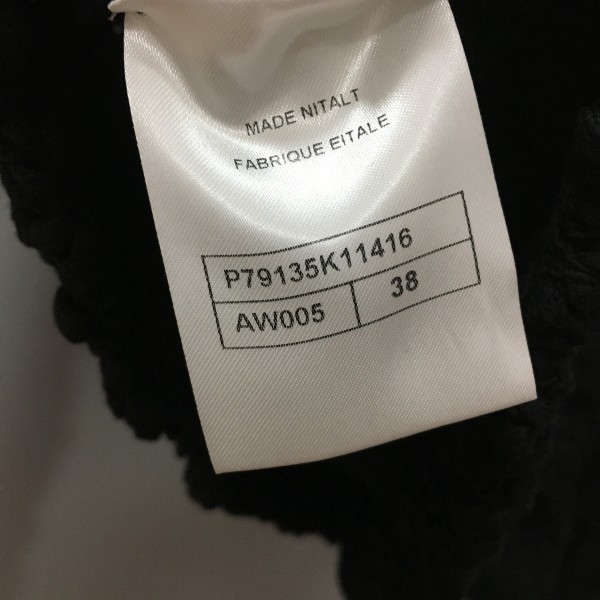 MADE NITALT
FABRIQUE EITALE
P79135K11416
AW005 38